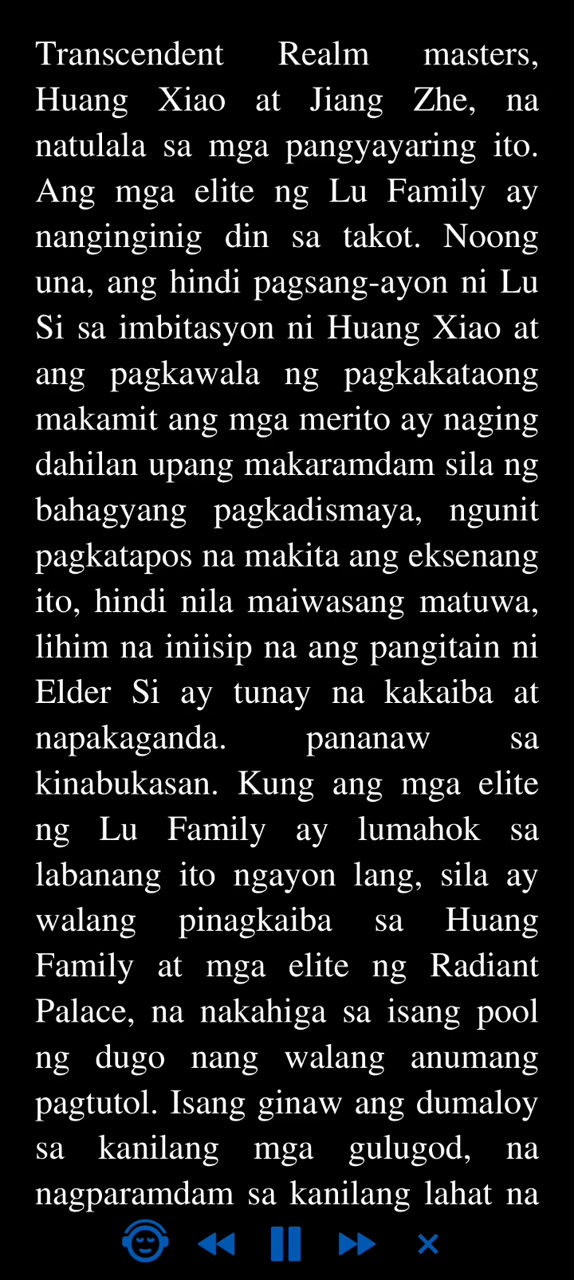 Transcendent Realm masters,
Huang Xiao at Jiang Zhe, na
natulala sa mga pangyayaring ito.
Ang mga elite ng Lu Family ay
nanginginig din sa takot. Noong
una, ang hindi pagsang-ayon ni Lu
Si sa imbitasyon ni Huang Xiao at
ang pagkawala ng pagkakataong
makamit ang mga merito ay naging
dahilan upang makaramdam sila ng
bahagyang pagkadismaya, ngunit
pagkatapos na makita ang eksenang
ito, hindi nila maiwasang matuwa,
lihim na iniisip na ang pangitain ni
Elder Si ay tunay na kakaiba at
napakaganda. pananaw sa
kinabukasan. Kung ang mga elite
ng Lu Family ay lumahok sa
labanang ito ngayon lang, sila ay
walang pinagkaiba sa Huang
Family at mga elite ng Radiant
Palace, na nakahiga sa isang pool
ng dugo nang walang anumang
pagtutol. Isang ginaw ang dumaloy
sa kanilang mga gulugod, na
nagparamdam sa kanilang lahat na